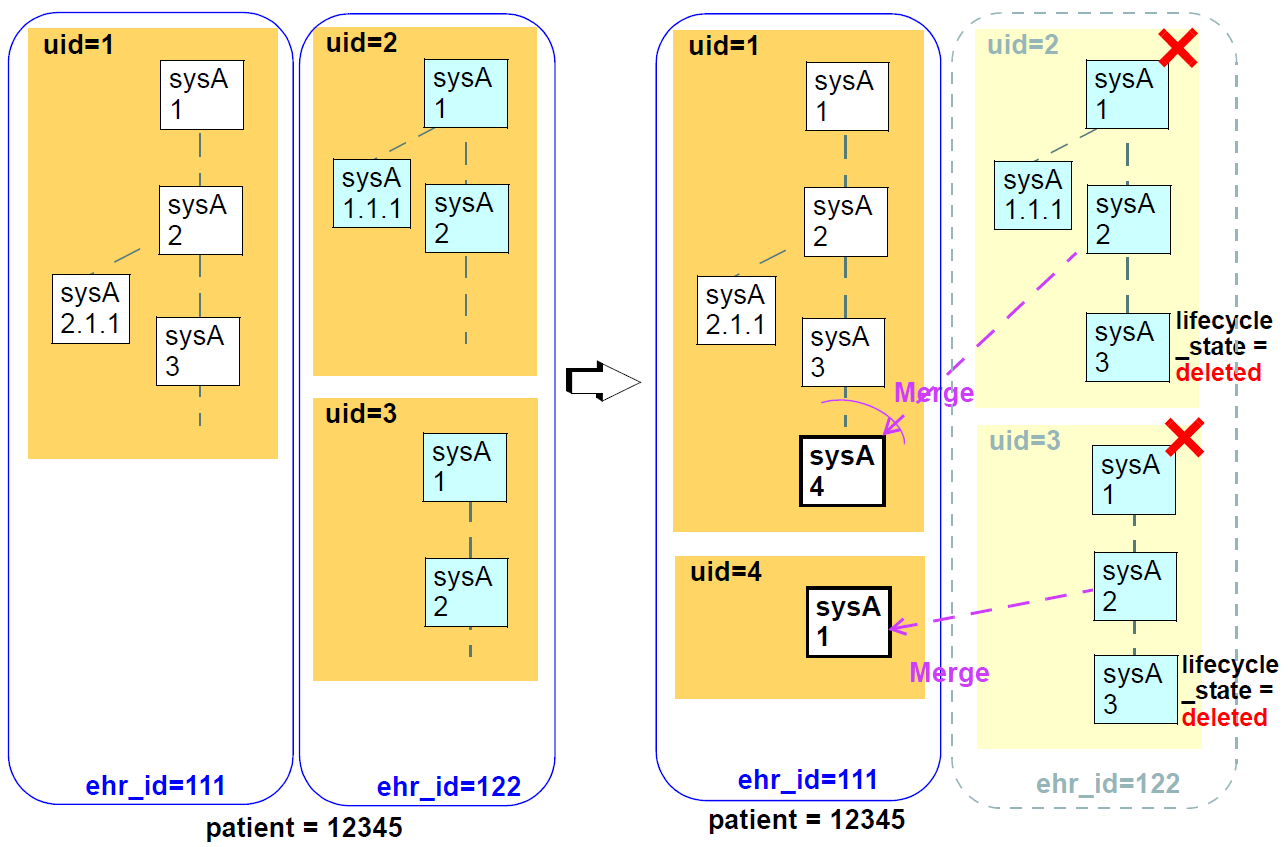 uid=1
sysA
1
sysA
2
sysA
2.1.1
sysA
3
uid=2
sysA
1
sysA
1.1.1
sysA
2
uid=3
sysA
1
sysA
2
ehr_id=111
ehr_id=122
patient = 12345
uid=1
sysA
1
sysA
2
sysA
2.1.1
sysA
3
Merge
sysA
4
uid=4
sysA
1
Merge
ehr_id=111
patient = 12345
uid=2
sysA
1
sysA
1.1.1
sysA
2
sysA
3
lifecycle
_state =
deleted
uid=3
sysA
1
sysA
2
sysA
3
lifecycle
_state =
deleted
ehr_id=122